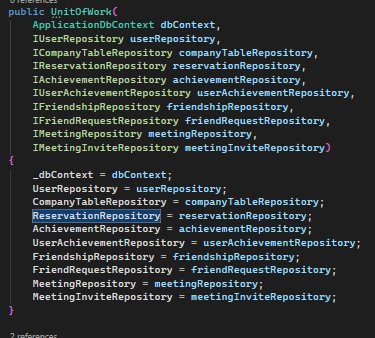 0 references
public UnitOfWork(
ApplicationDbContext dbContext,
IUserRepository userRepository,
ICompanyTableRepository companyTableRepository,
IReservationRepository reservationRepository,
IAchievementRepository achievementRepository,
IUserAchievementRepository userAchievementRepository,
IFriendshipRepository friendshipRepository,
IFriendRequestRepository friendRequestRepository,
IMeetingRepository meetingRepository,
IMeetingInviteRepository meetingInviteRepository)
{
_dbContext = dbContext;
UserRepository = userRepository;
CompanyTableRepository = companyTableRepository;
ReservationRepository = reservationRepository;
AchievementRepository = achievementRepository;
UserAchievementRepository = userAchievementRepository;
FriendshipRepository = friendshipRepository;
FriendRequestRepository = friendRequestRepository;
MeetingRepository = meetingRepository;
MeetingInviteRepository = meetingInviteRepository;
}
2 references